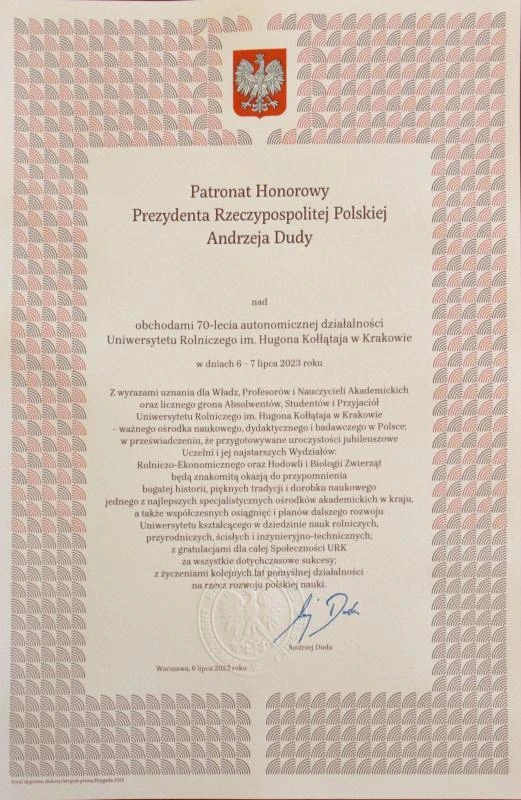 Patronat Honorowy
Prezydenta Rzeczypospolitej Polskiej
Andrzeja Dudy
nad
obchodami 70-lecia autonomicznej działalności
Uniwersytetu Rolniczego im. Hugona Kołłątaja w Krakowie
w dniach 6 – 7 lipca 2023 roku
Z wyrazami uznania dla Władz, Profesorów i Nauczycieli Akademickich
oraz licznego grona Absolwentów, Studentów i Przyjaciół
Uniwersytetu Rolniczego im. Hugona Kołłątaja w Krakowie
– ważnego ośrodka naukowego, dydaktycznego i badawczego w Polsce;
w przeświadczeniu, że przygotowywane uroczystości jubileuszowe
Uczelni i jej najstarszych Wydziałów:
Rolniczo-Ekonomicznego oraz Hodowli i Biologii Zwierząt
będą znakomitą okazją do przypomnienia
bogatej historii, pięknych tradycji i dorobku naukowego
jednego z najlepszych specjalistycznych ośrodków akademickich w kraju,
a także współczesnych osiągnięć i planów dalszego rozwoju
Uniwersytetu kształcącego w dziedzinie nauk rolniczych,
przyrodniczych, ścisłych i inżynieryjno-technicznych;
z gratulacjami dla całej Społeczności URK
za wszystkie dotychczasowe sukcesy;
z życzeniami kolejnych lat pomyślnej działalności
na rzecz rozwoju polskiej nauki.
Andrzej Duda
Warszawa, 6 lipca 2023 roku